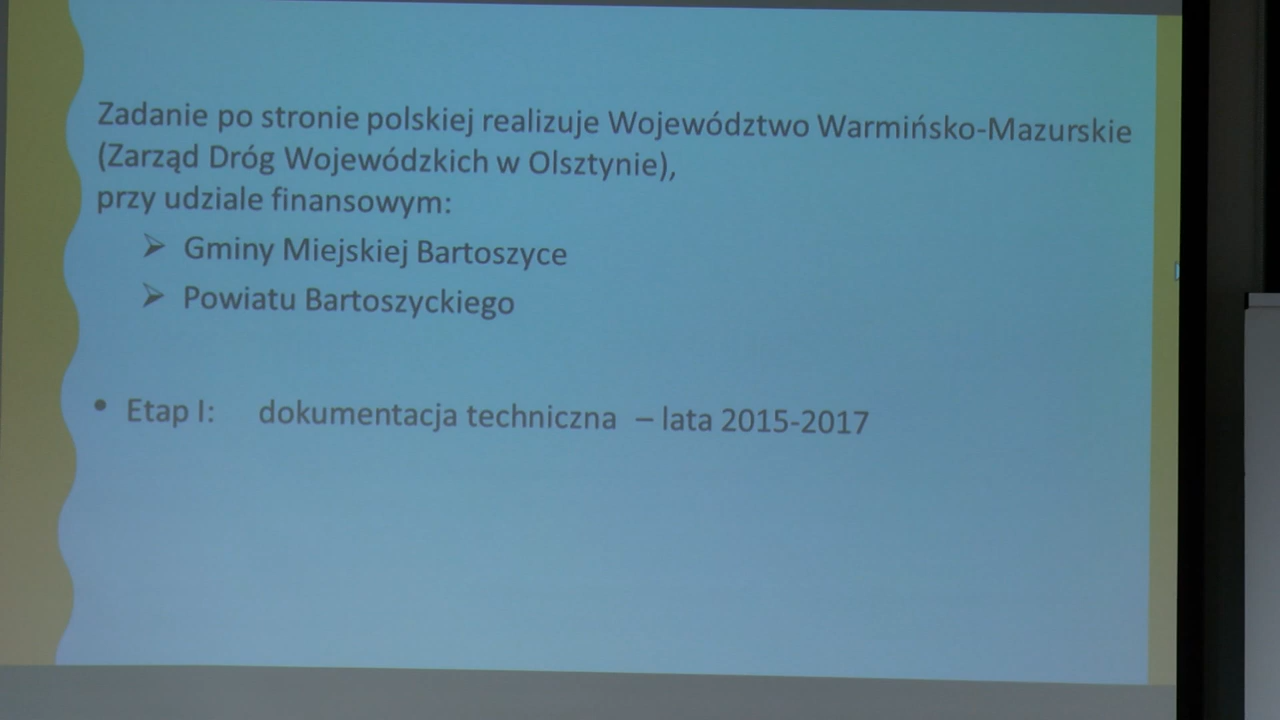 Zadanie po stronie polskiej realizuje Województwo Warmińsko-Mazurskie
(Zarząd Dróg Wojewódzkich w Olsztynie),
przy udziale finansowym:
➢ Gminy Miejskiej Bartoszyce
➢ Powiatu Bartoszyckiego
• Etap I: dokumentacja techniczna – lata 2015-2017